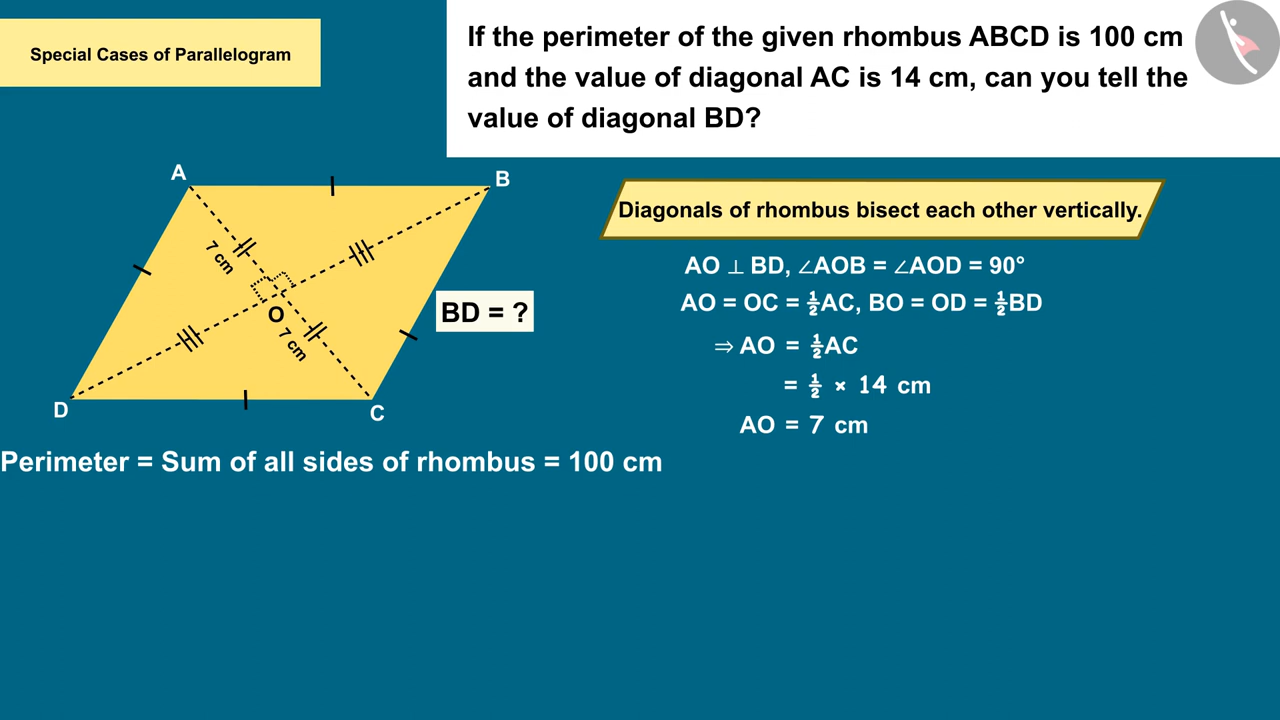 Special Cases of Parallelogram
If the perimeter of the given rhombus ABCD is 100 cm
and the value of diagonal AC is 14 cm, can you tell the
value of diagonal BD?
A
B
7 cm
O
7 cm
D
C
BD = ?
Diagonals of rhombus bisect each other vertically.
AO ⊥ BD, ∠AOB = ∠AOD = 90°
AO = OC = ½AC, BO = OD = ½BD
⇒ AO = ½AC
= ½ × 14 cm
AO = 7 cm
Perimeter = Sum of all sides of rhombus = 100 cm